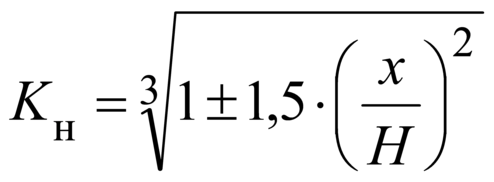 K_н = ∛(1 ± 1,5 · (x/H)²)